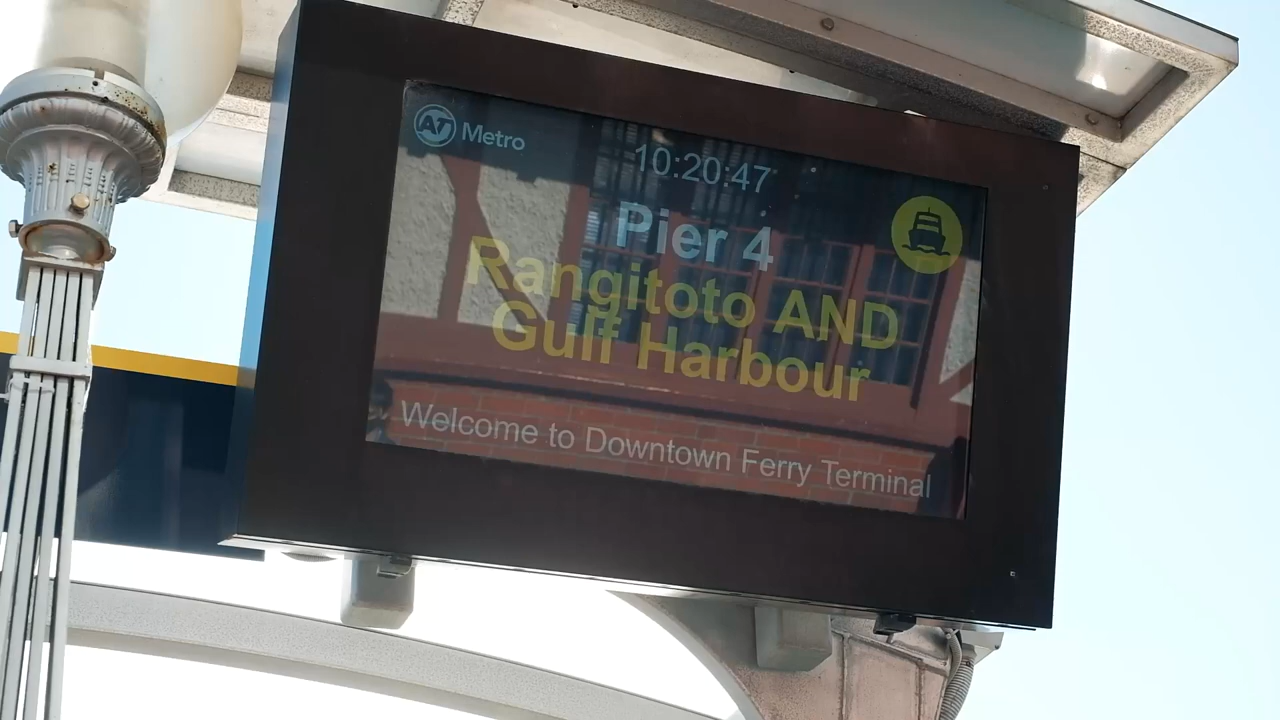 AT Metro
10:20:47
Pier 4
Rangitoto AND
Gulf Harbour
Welcome to Downtown Ferry Terminal